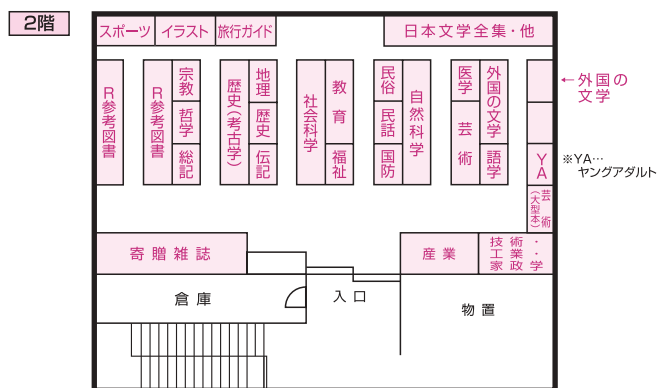 2階
スポーツ
イラスト
旅行ガイド
日本文学全集・他
R参考図書
R参考図書
宗教
哲学
総記
歴史(考古学)
地理
歴史
伝記
社会科学
教育
福祉
民俗
民話
国防
自然科学
医学
芸術
外国の文学
語学
←外国の
文学
YA
※YA…
ヤングアダルト
芸術
(大型本)
寄贈雑誌
産業
技術・
工業・
家政学
倉庫
入口
物置